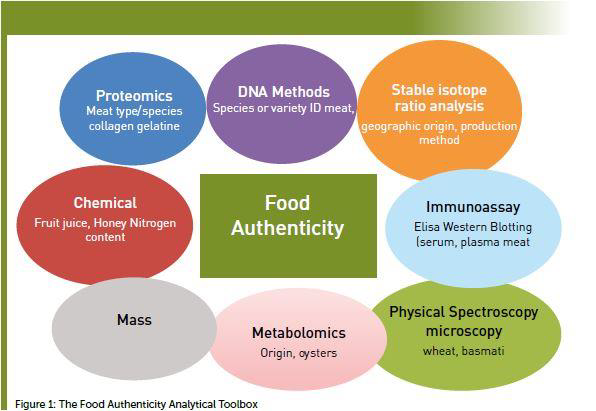 Proteomics
Meat type/species
collagen gelatine
DNA Methods
Species or variety ID meat,
Stable isotope
ratio analysis
geographic origin, production
method
Chemical
Fruit juice, Honey Nitrogen
content
Food
Authenticity
Immunoassay
Elisa Western Blotting
(serum, plasma meat
Mass
Metabolomics
Origin, oysters
Physical Spectroscopy
microscopy
wheat, basmati
Figure 1: The Food Authenticity Analytical Toolbox